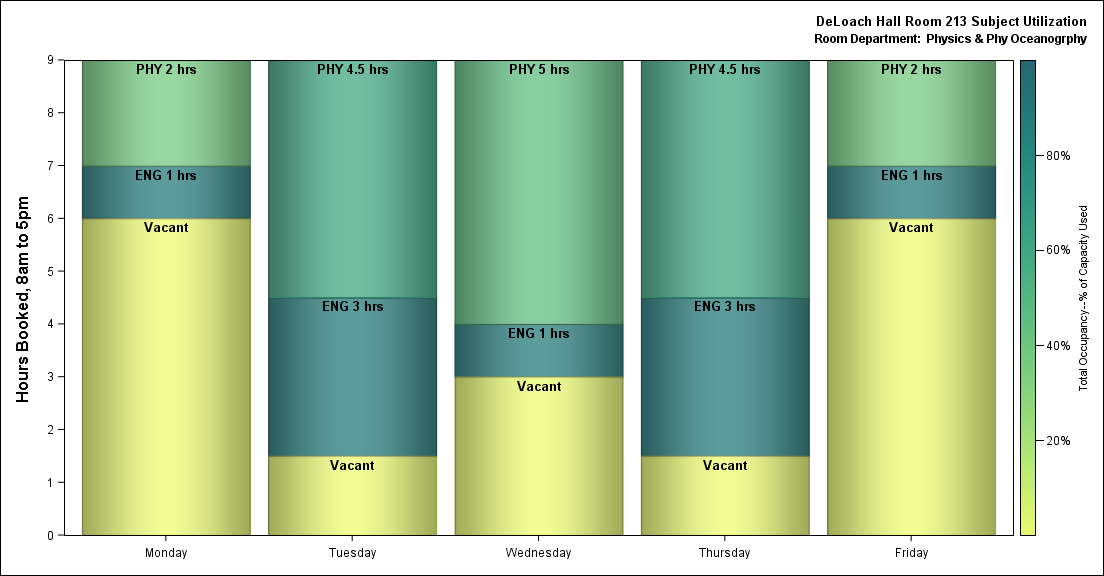 DeLoach Hall Room 213 Subject Utilization
Room Department:  Physics & Phy Oceanogrphy
Hours Booked, 8am to 5pm
9
8
7
6
5
4
3
2
1
0
PHY 2 hrs
ENG 1 hrs
Vacant
PHY 4.5 hrs
ENG 3 hrs
Vacant
PHY 5 hrs
ENG 1 hrs
Vacant
PHY 4.5 hrs
ENG 3 hrs
Vacant
PHY 2 hrs
ENG 1 hrs
Vacant
Monday
Tuesday
Wednesday
Thursday
Friday
80%
60%
40%
20%
Total Occupancy--% of Capacity Used